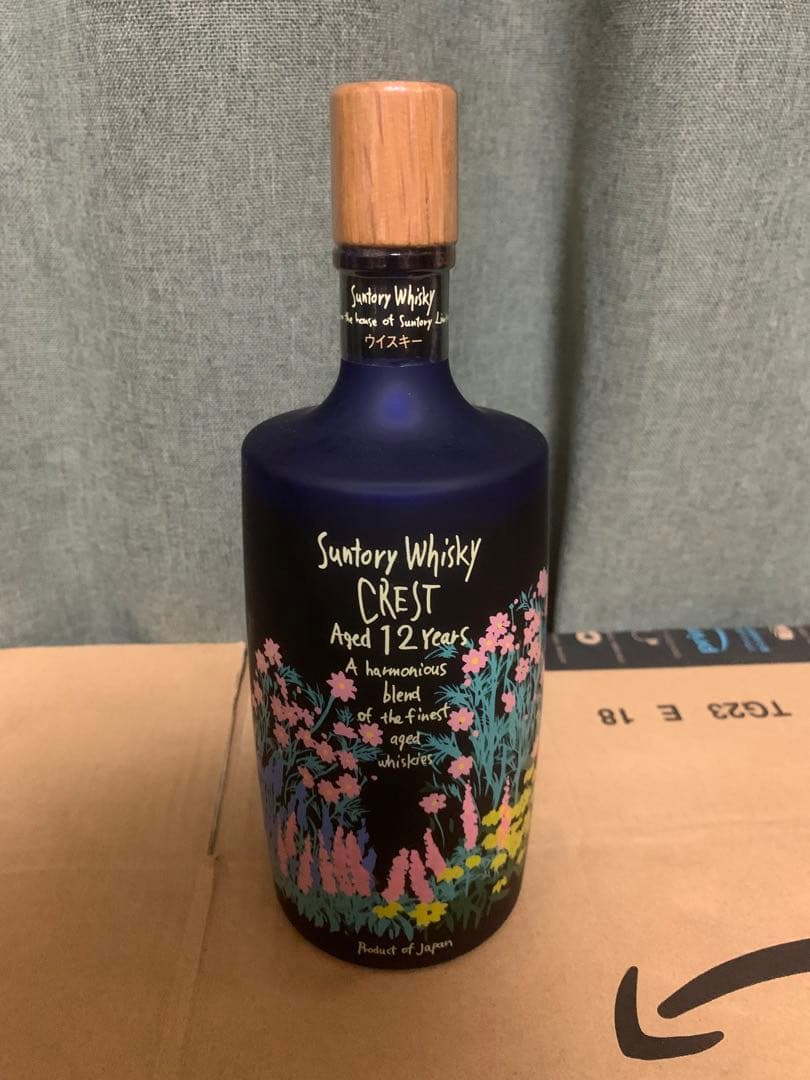 Suntory Whisky
the house of Suntory
ウイスキー
Suntory Whisky
CREST
Aged 12 Years
A harmonious
blend
of the finest
aged
whiskies
Product of Japan
TG23 E 18